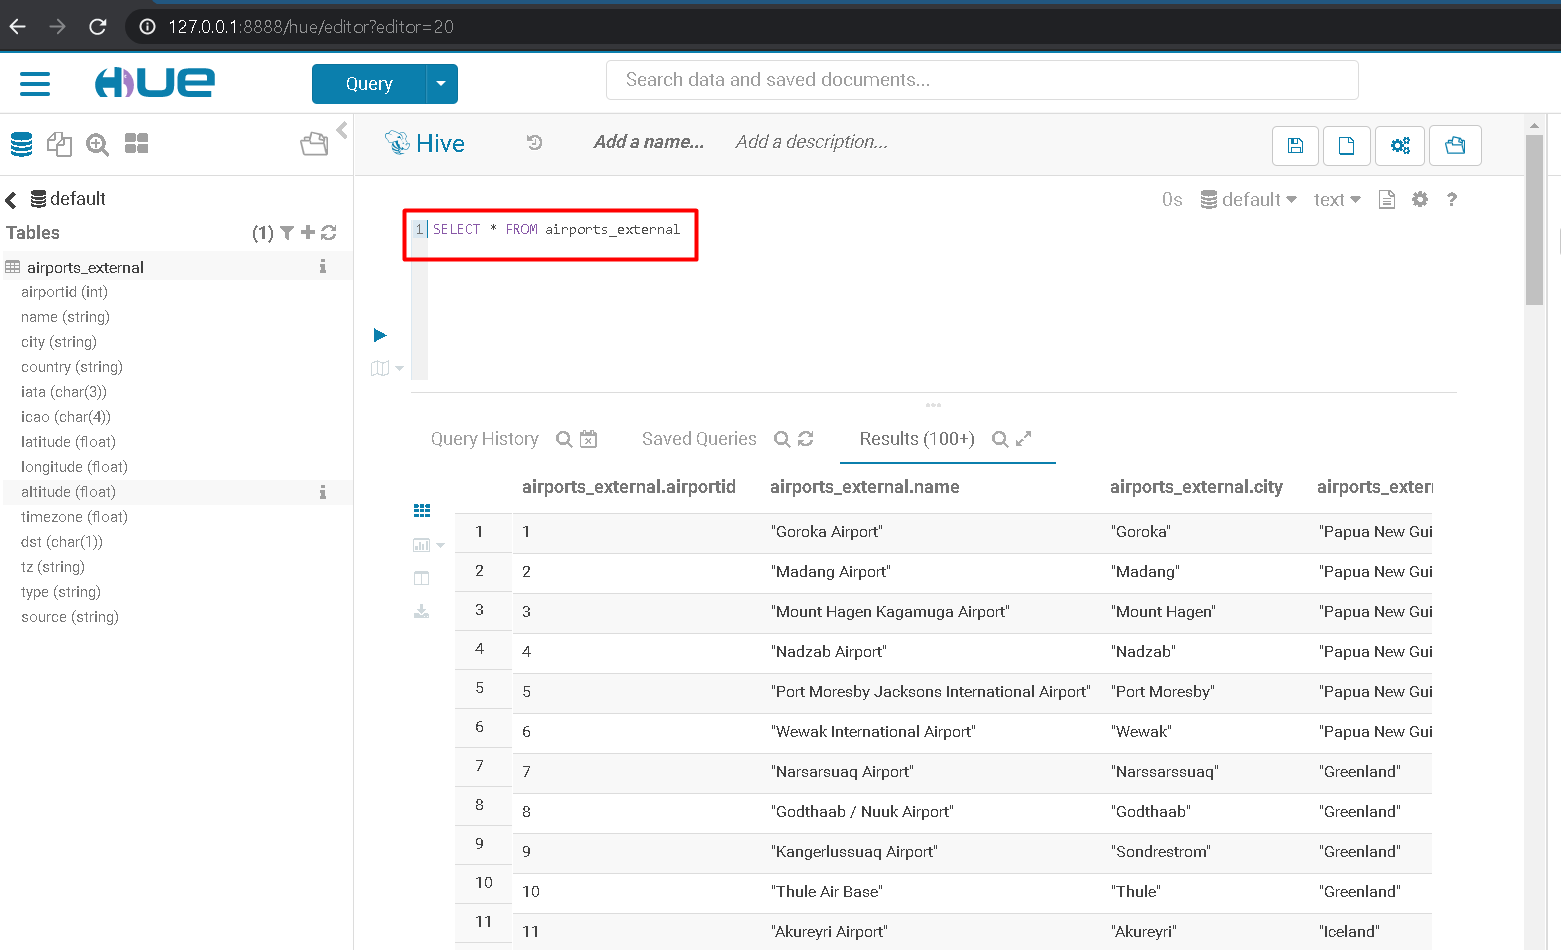 127.0.0.1:8888/hue/editor?editor=20
HUE
Query
Search data and saved documents...
Hive
Add a name...
Add a description...
default
Tables
(1)
airports_external
airportid (int)
name (string)
city (string)
country (string)
iata (char(3))
icao (char(4))
latitude (float)
longitude (float)
altitude (float)
timezone (float)
dst (char(1))
tz (string)
type (string)
source (string)
0s default text ?
1 SELECT * FROM airports_external
Query History Saved Queries Results (100+)
airports_external.airportid airports_external.name airports_external.city airports_extern
1 1 "Goroka Airport" "Goroka" "Papua New Gui
2 2 "Madang Airport" "Madang" "Papua New Gui
3 3 "Mount Hagen Kagamuga Airport" "Mount Hagen" "Papua New Gui
4 4 "Nadzab Airport" "Nadzab" "Papua New Gui
5 5 "Port Moresby Jacksons International Airport" "Port Moresby" "Papua New Gui
6 6 "Wewak International Airport" "Wewak" "Papua New Gui
7 7 "Narsarsuaq Airport" "Narssarssuaq" "Greenland"
8 8 "Godthaab / Nuuk Airport" "Godthaab" "Greenland"
9 9 "Kangerlussuaq Airport" "Sondrestrom" "Greenland"
10 10 "Thule Air Base" "Thule" "Greenland"
11 11 "Akureyri Airport" "Akureyri" "Iceland"